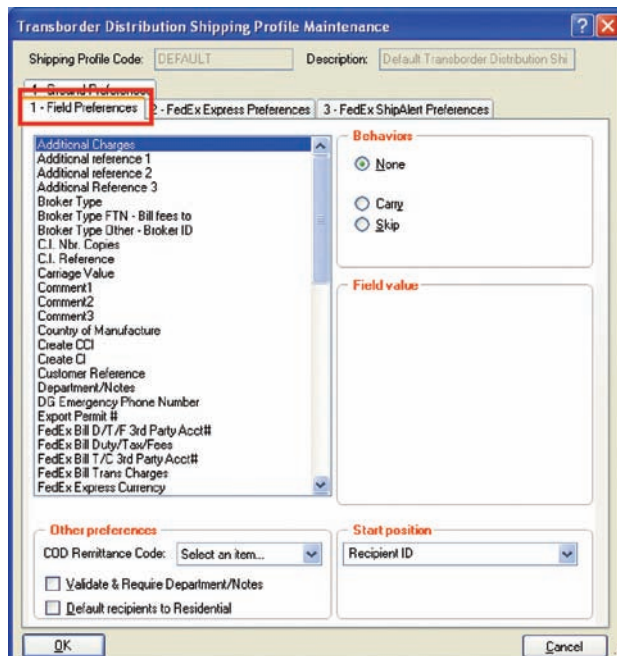 Transborder Distribution Shipping Profile Maintenance
Shipping Profile Code: DEFAULT Description: Default Transborder Distribution Shi
4 - Ground Preferences
1 - Field Preferences 2 - FedEx Express Preferences 3 - FedEx ShipAlert Preferences
Additional Charges
Additional reference 1
Additional reference 2
Additional Reference 3
Broker Type
Broker Type FTN - Bill fees to
Broker Type Other - Broker ID
C.I. Nbr. Copies
C.I. Reference
Carriage Value
Comment1
Comment2
Comment3
Country of Manufacture
Create CCI
Create CI
Customer Reference
Department/Notes
DG Emergency Phone Number
Export Permit #
FedEx Bill D/T/F 3rd Party Acct#
FedEx Bill Duty/Tax/Fees
FedEx Bill T/C 3rd Party Acct#
FedEx Bill Trans Charges
FedEx Express Currency
Behaviors
None
Carry
Skip
Field value
Other preferences
COD Remittance Code: Select an item...
Validate & Require Department/Notes
Default recipients to Residential
Start position
Recipient ID
OK
Cancel